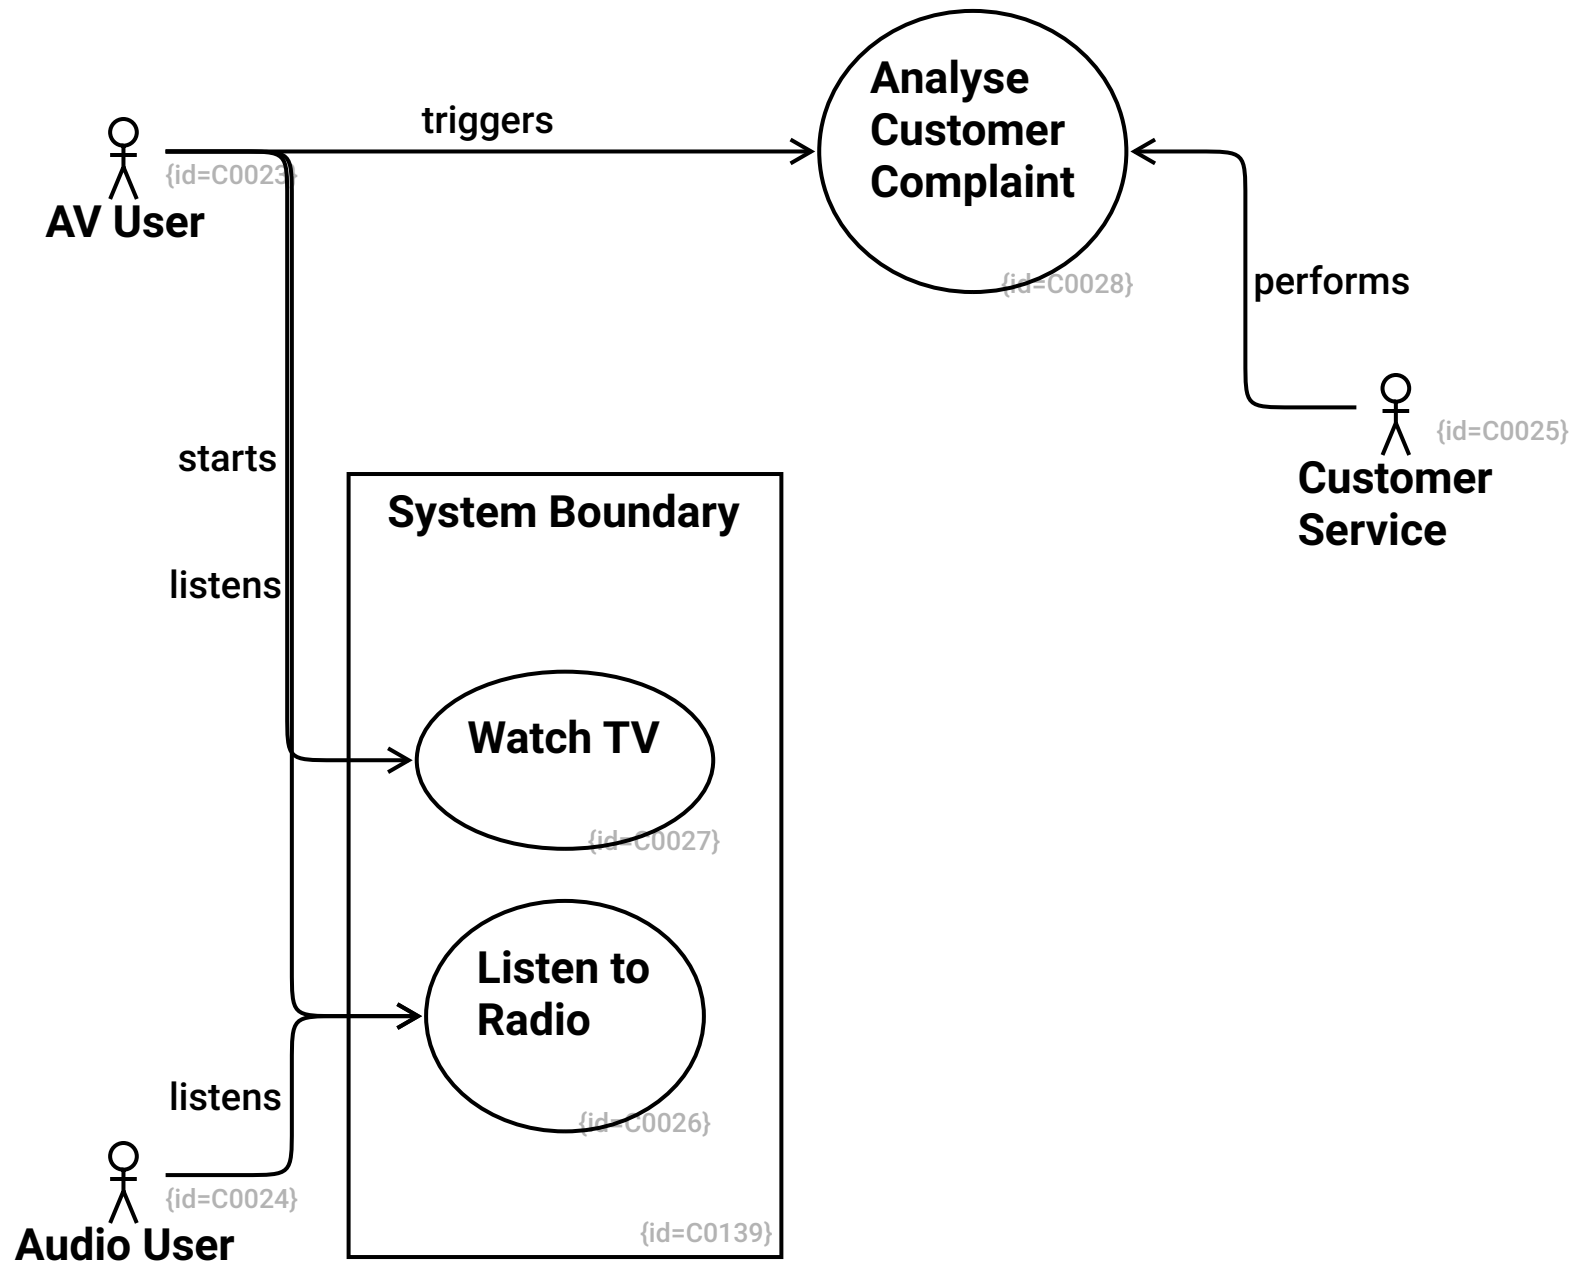 Analyse
Customer
Complaint
triggers
{id=C0023}
AV User
{id=C0028}
performs
{id=C0025}
Customer
Service
starts
System Boundary
listens
Watch TV
{id=C0027}
Listen to
Radio
listens
{id=C0026}
{id=C0024}
Audio User
{id=C0139}